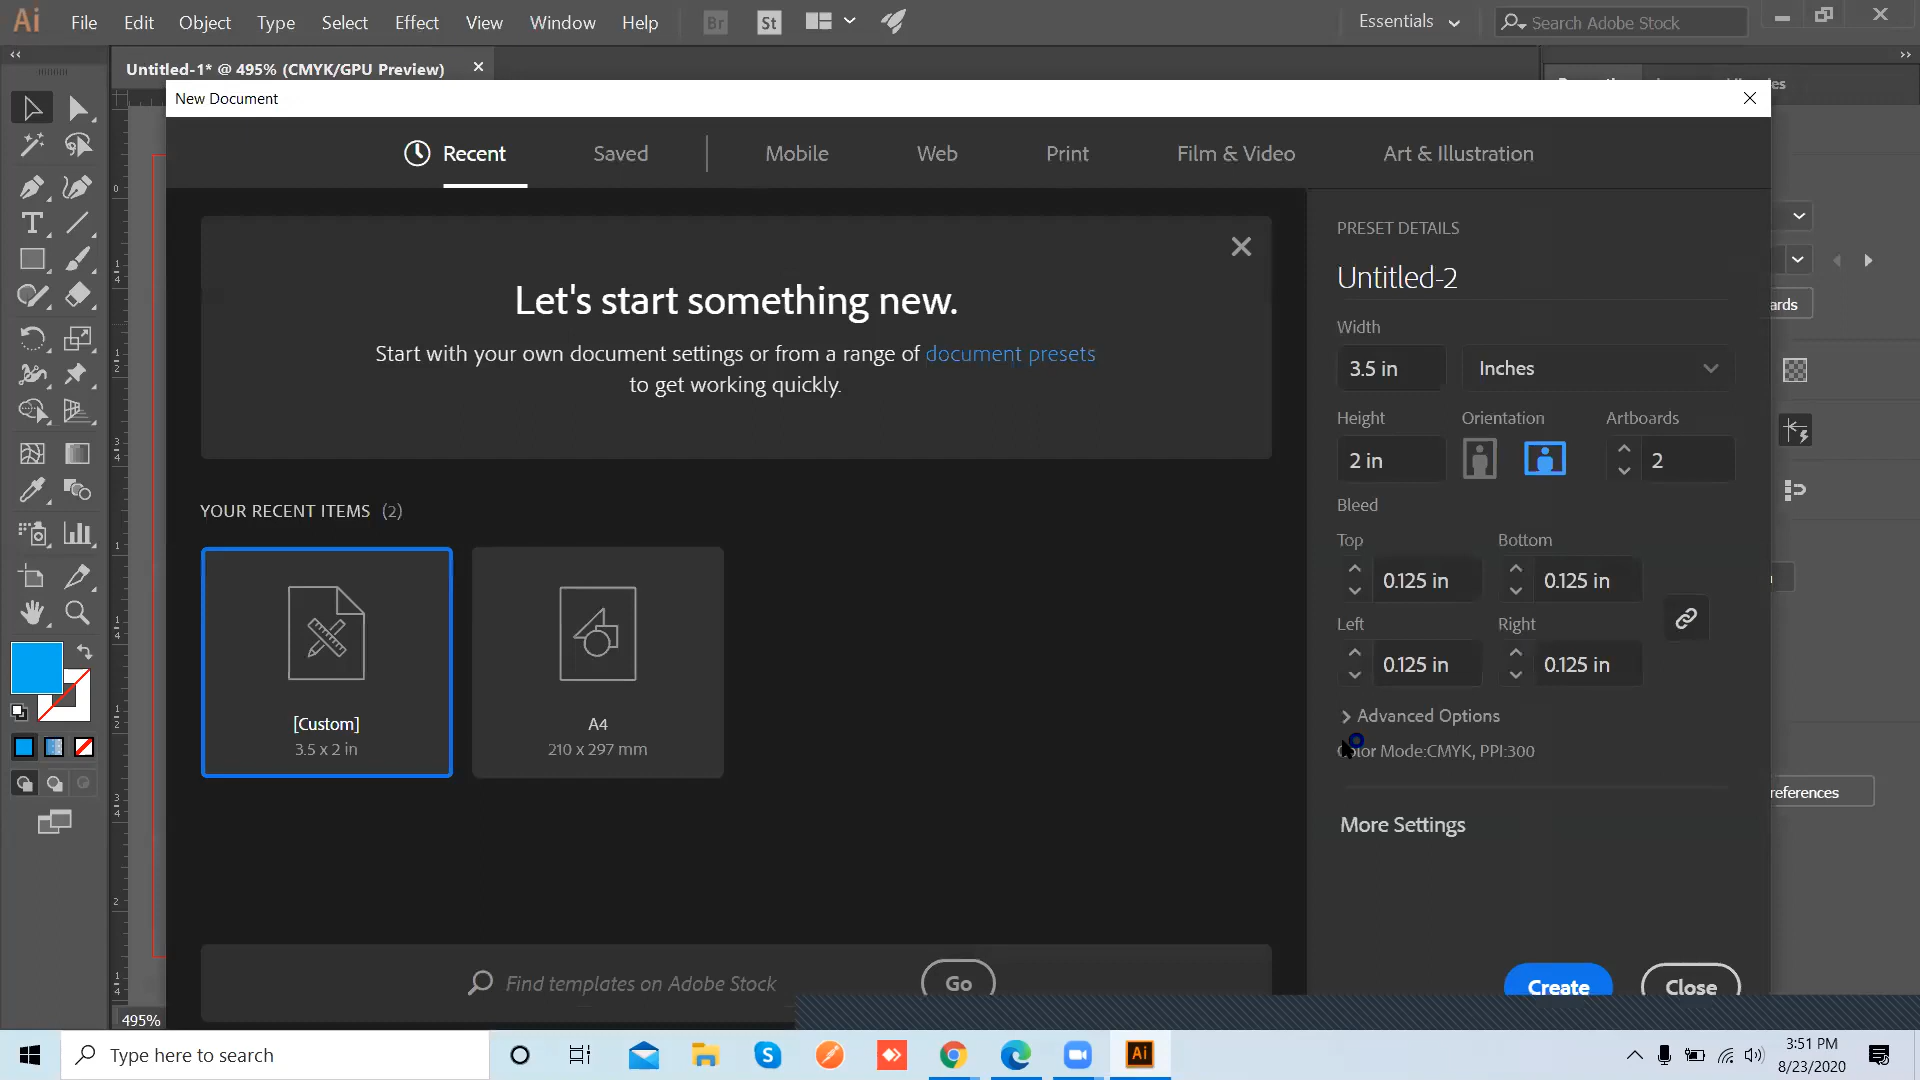 Ai File Edit Object Type Select Effect View Window Help Br St Essentials Search Adobe Stock
Untitled-1* @ 495% (CMYK/GPU Preview)
New Document
Recent Saved Mobile Web Print Film & Video Art & Illustration
Let's start something new.
Start with your own document settings or from a range of document presets
to get working quickly.
YOUR RECENT ITEMS (2)
[Custom]
3.5 x 2 in
A4
210 x 297 mm
Find templates on Adobe Stock
Go
PRESET DETAILS
Untitled-2
Width
3.5 in Inches
Height Orientation Artboards
2 in 2
Bleed
Top Bottom
0.125 in 0.125 in
Left Right
0.125 in 0.125 in
Advanced Options
Color Mode:CMYK, PPI:300
More Settings
Create Close
ards
references
495%
Type here to search
Ai
3:51 PM
8/23/2020